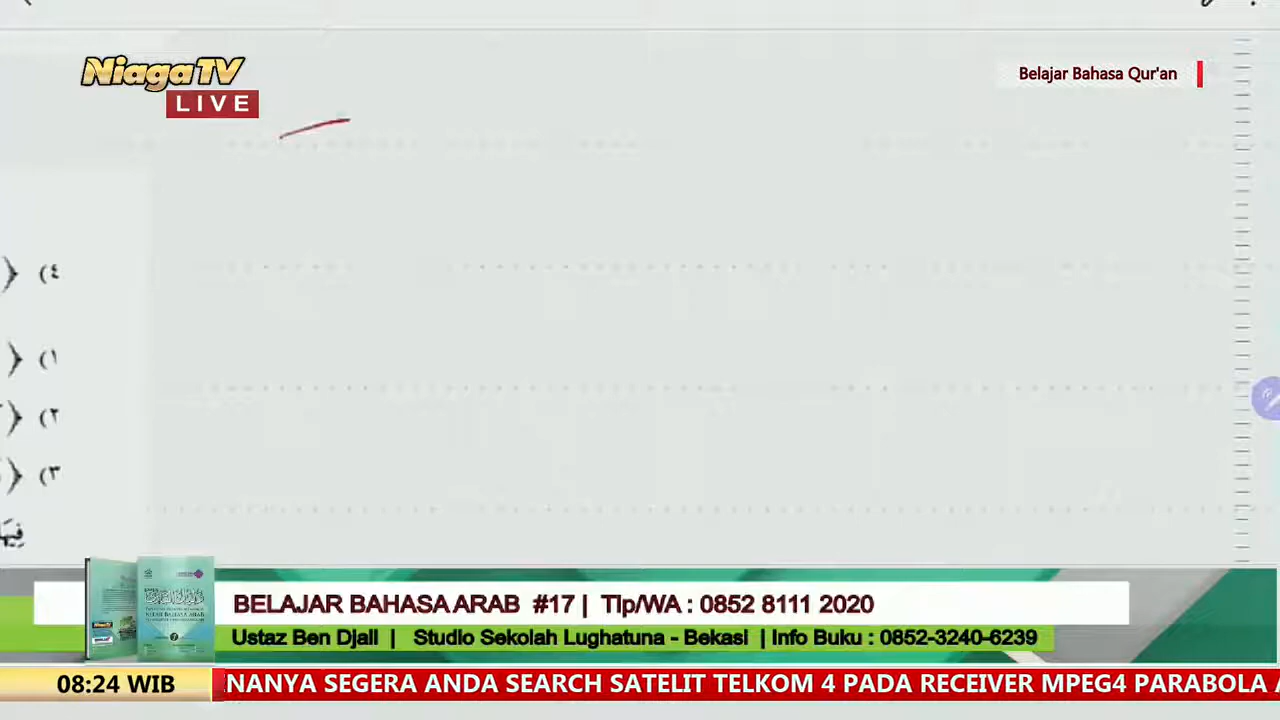 NiagaTV
LIVE
Belajar Bahasa Qur'an
(٤
(١
(٢
(٣
BELAJAR BAHASA ARAB #17 | Tlp/WA : 0852 8111 2020
Ustaz Ben Djali | Studio Sekolah Lughatuna - Bekasi | Info Buku : 0852-3240-6239
08:24 WIB
NANYA SEGERA ANDA SEARCH SATELIT TELKOM 4 PADA RECEIVER MPEG4 PARABOLA